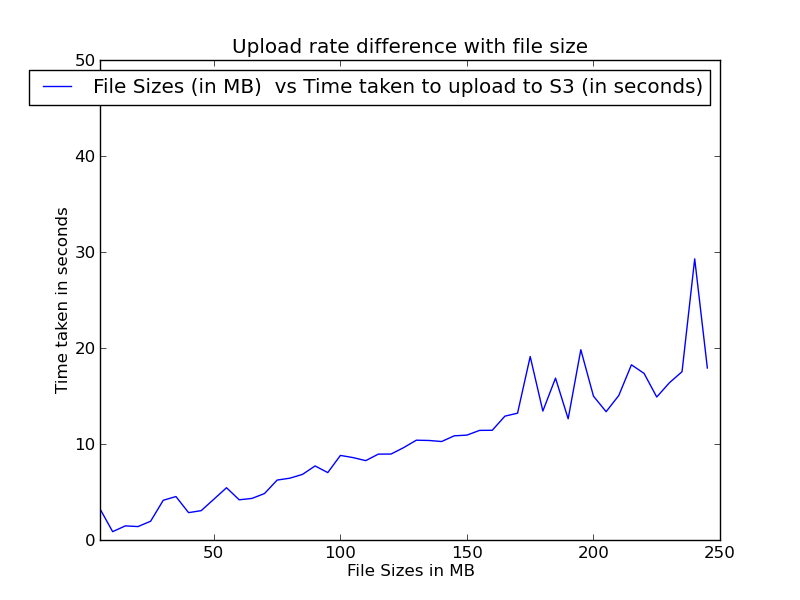 Upload rate difference with file size
File Sizes (in MB)  vs Time taken to upload to S3 (in seconds)
Time taken in seconds
50
40
30
20
10
0
50 100 150 200 250
File Sizes in MB